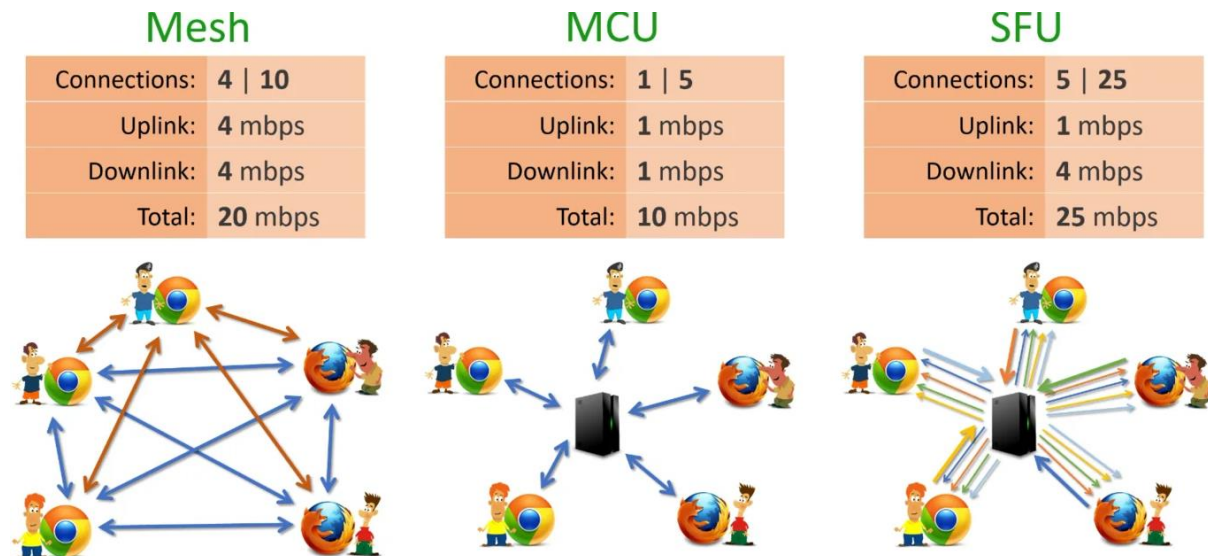 Mesh
Connections: 4 | 10
Uplink: 4 mbps
Downlink: 4 mbps
Total: 20 mbps
MCU
Connections: 1 | 5
Uplink: 1 mbps
Downlink: 1 mbps
Total: 10 mbps
SFU
Connections: 5 | 25
Uplink: 1 mbps
Downlink: 4 mbps
Total: 25 mbps